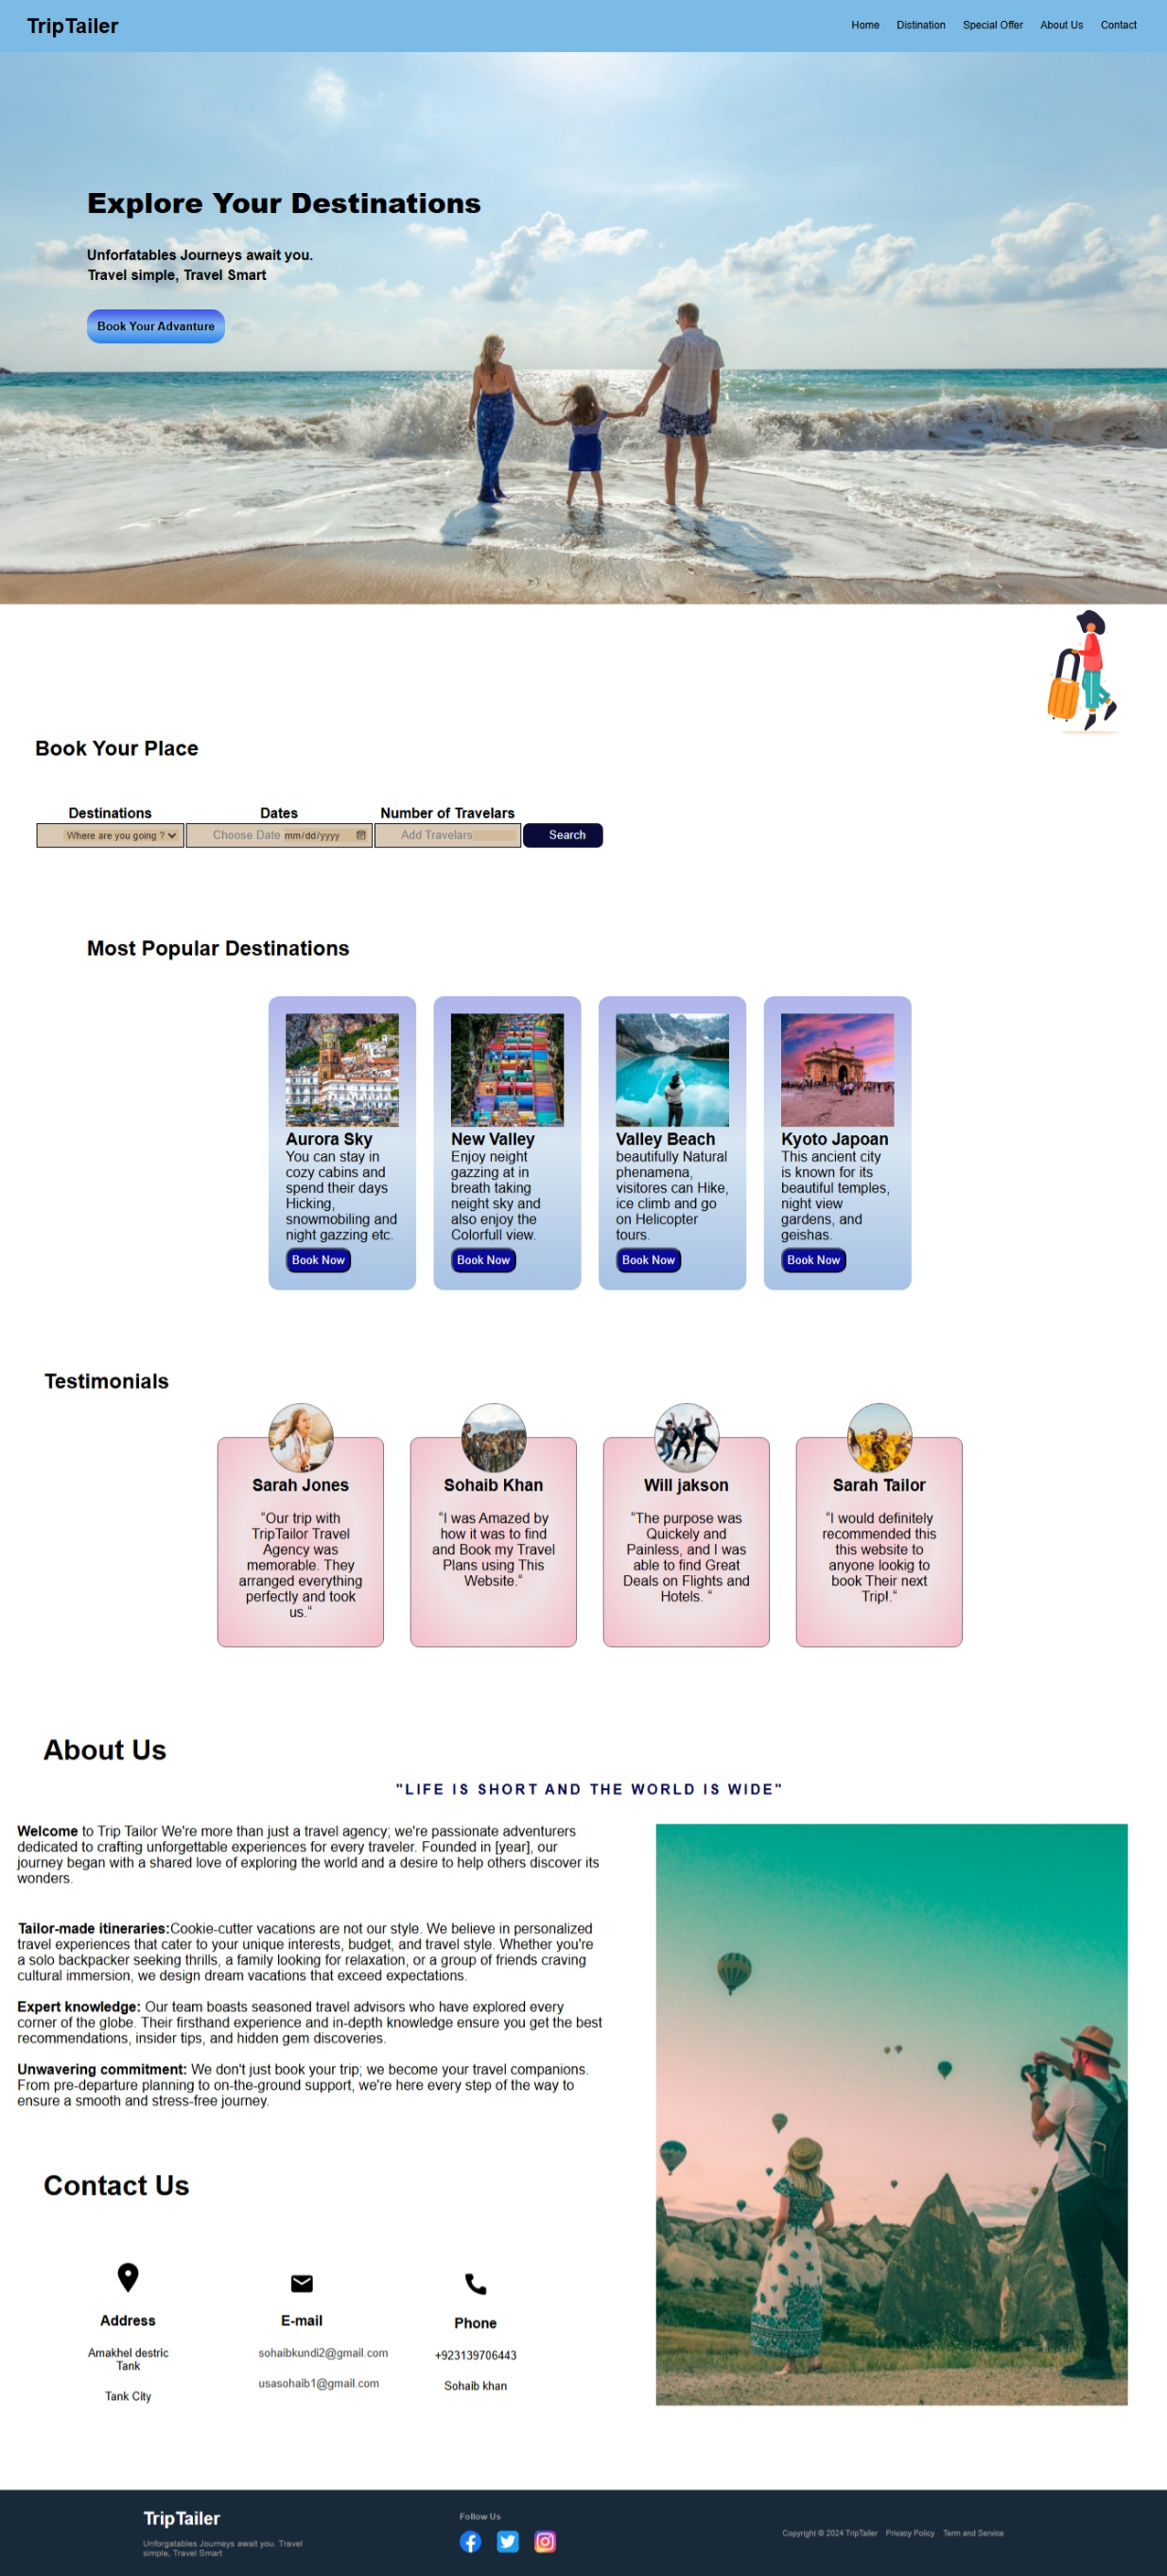 TripTailer
Home Distination Special Offer About Us Contact
Explore Your Destinations
Unforfatables Journeys await you.
Travel simple, Travel Smart
Book Your Advanture
Book Your Place
Destinations Dates Number of Travelars
Where are you going ? Choose Date mm/dd/yyyy Add Travelars Search
Most Popular Destinations
Aurora Sky
You can stay in
cozy cabins and
spend their days
Hicking,
snowmobiling and
night gazzing etc.
Book Now
New Valley
Enjoy neight
gazzing at in
breath taking
neight sky and
also enjoy the
Colorfull view.
Book Now
Valley Beach
beautifully Natural
phenamena,
visitores can Hike,
ice climb and go
on Helicopter
tours.
Book Now
Kyoto Japoan
This ancient city
is known for its
beautiful temples,
night view
gardens, and
geishas.
Book Now
Testimonials
Sarah Jones
"Our trip with
TripTailor Travel
Agency was
memorable. They
arranged everything
perfectly and took
us."
Sohaib Khan
"I was Amazed by
how it was to find
and Book my Travel
Plans using This
Website."
Will jakson
"The purpose was
Quickely and
Painless, and I was
able to find Great
Deals on Flights and
Hotels. "
Sarah Tailor
"I would definitely
recommended this
this website to
anyone lookig to
book Their next
Trip!."
About Us
"LIFE IS SHORT AND THE WORLD IS WIDE"
Welcome to Trip Tailor We're more than just a travel agency; we're passionate adventurers
dedicated to crafting unforgettable experiences for every traveler. Founded in [year], our
journey began with a shared love of exploring the world and a desire to help others discover its
wonders.
Tailor-made itineraries:Cookie-cutter vacations are not our style. We believe in personalized
travel experiences that cater to your unique interests, budget, and travel style. Whether you're
a solo backpacker seeking thrills, a family looking for relaxation, or a group of friends craving
cultural immersion, we design dream vacations that exceed expectations.
Expert knowledge: Our team boasts seasoned travel advisors who have explored every
corner of the globe. Their firsthand experience and in-depth knowledge ensure you get the best
recommendations, insider tips, and hidden gem discoveries.
Unwavering commitment: We don't just book your trip; we become your travel companions.
From pre-departure planning to on-the-ground support, we're here every step of the way to
ensure a smooth and stress-free journey.
Contact Us
Address
Amakhel destric
Tank
Tank City
E-mail
sohaibkundi2@gmail.com
usasohaib1@gmail.com
Phone
+923139706443
Sohaib khan
TripTailer
Unforgatables Journeys await you. Travel
simple, Travel Smart
Follow Us
Copyright © 2024 TripTailer Privacy Policy Term and Service